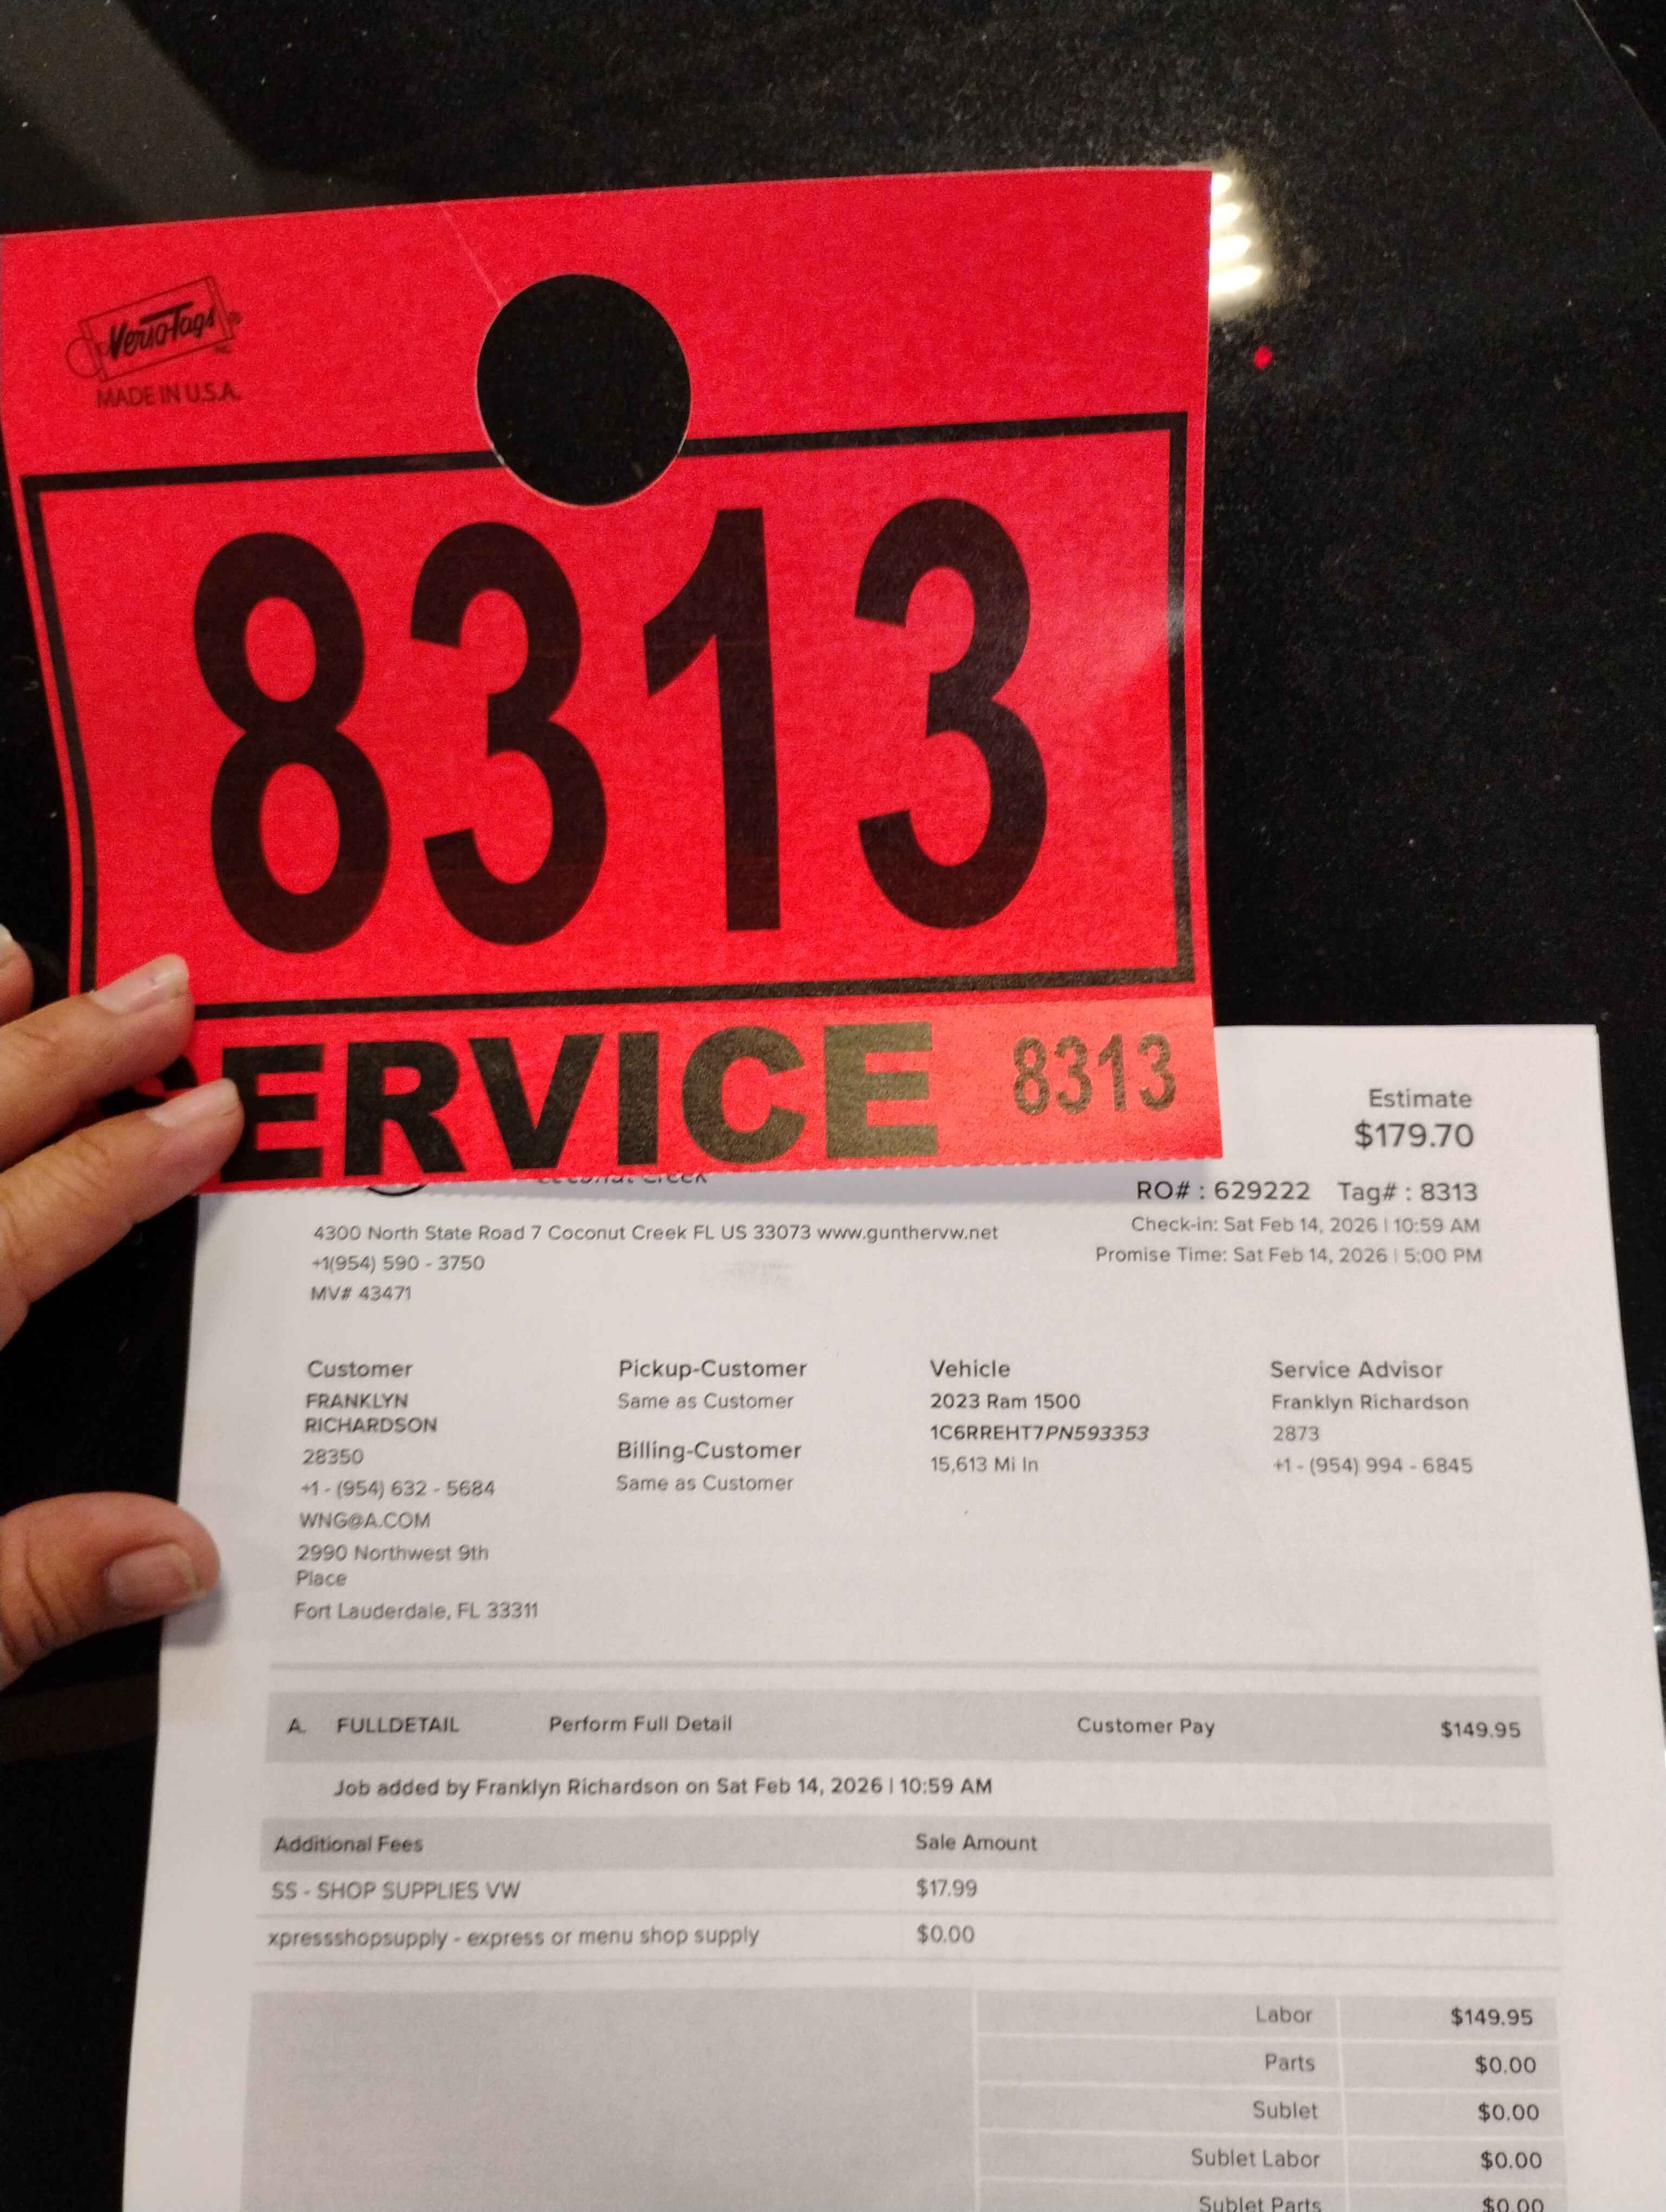 VersaTags®
INC.
MADE IN U.S.A.
8313
SERVICE 8313
Estimate
$179.70
Coconut Creek
RO# : 629222 Tag# : 8313
4300 North State Road 7 Coconut Creek FL US 33073 www.gunthervw.net
Check-in: Sat Feb 14, 2026 | 10:59 AM
+1(954) 590 - 3750
Promise Time: Sat Feb 14, 2026 | 5:00 PM
MV# 43471
Customer
FRANKLYN
RICHARDSON
28350
+1 - (954) 632 - 5684
WNG@A.COM
2990 Northwest 9th
Place
Fort Lauderdale, FL 33311
Pickup-Customer
Same as Customer
Billing-Customer
Same as Customer
Vehicle
2023 Ram 1500
1C6RREHT7PN593353
15,613 Mi In
Service Advisor
Franklyn Richardson
2873
+1 - (954) 994 - 6845
A. FULLDETAIL Perform Full Detail Customer Pay $149.95
Job added by Franklyn Richardson on Sat Feb 14, 2026 | 10:59 AM
Additional Fees Sale Amount
SS - SHOP SUPPLIES VW $17.99
xpressshopsupply - express or menu shop supply $0.00
Labor $149.95
Parts $0.00
Sublet $0.00
Sublet Labor $0.00
Sublet Parts $0.00